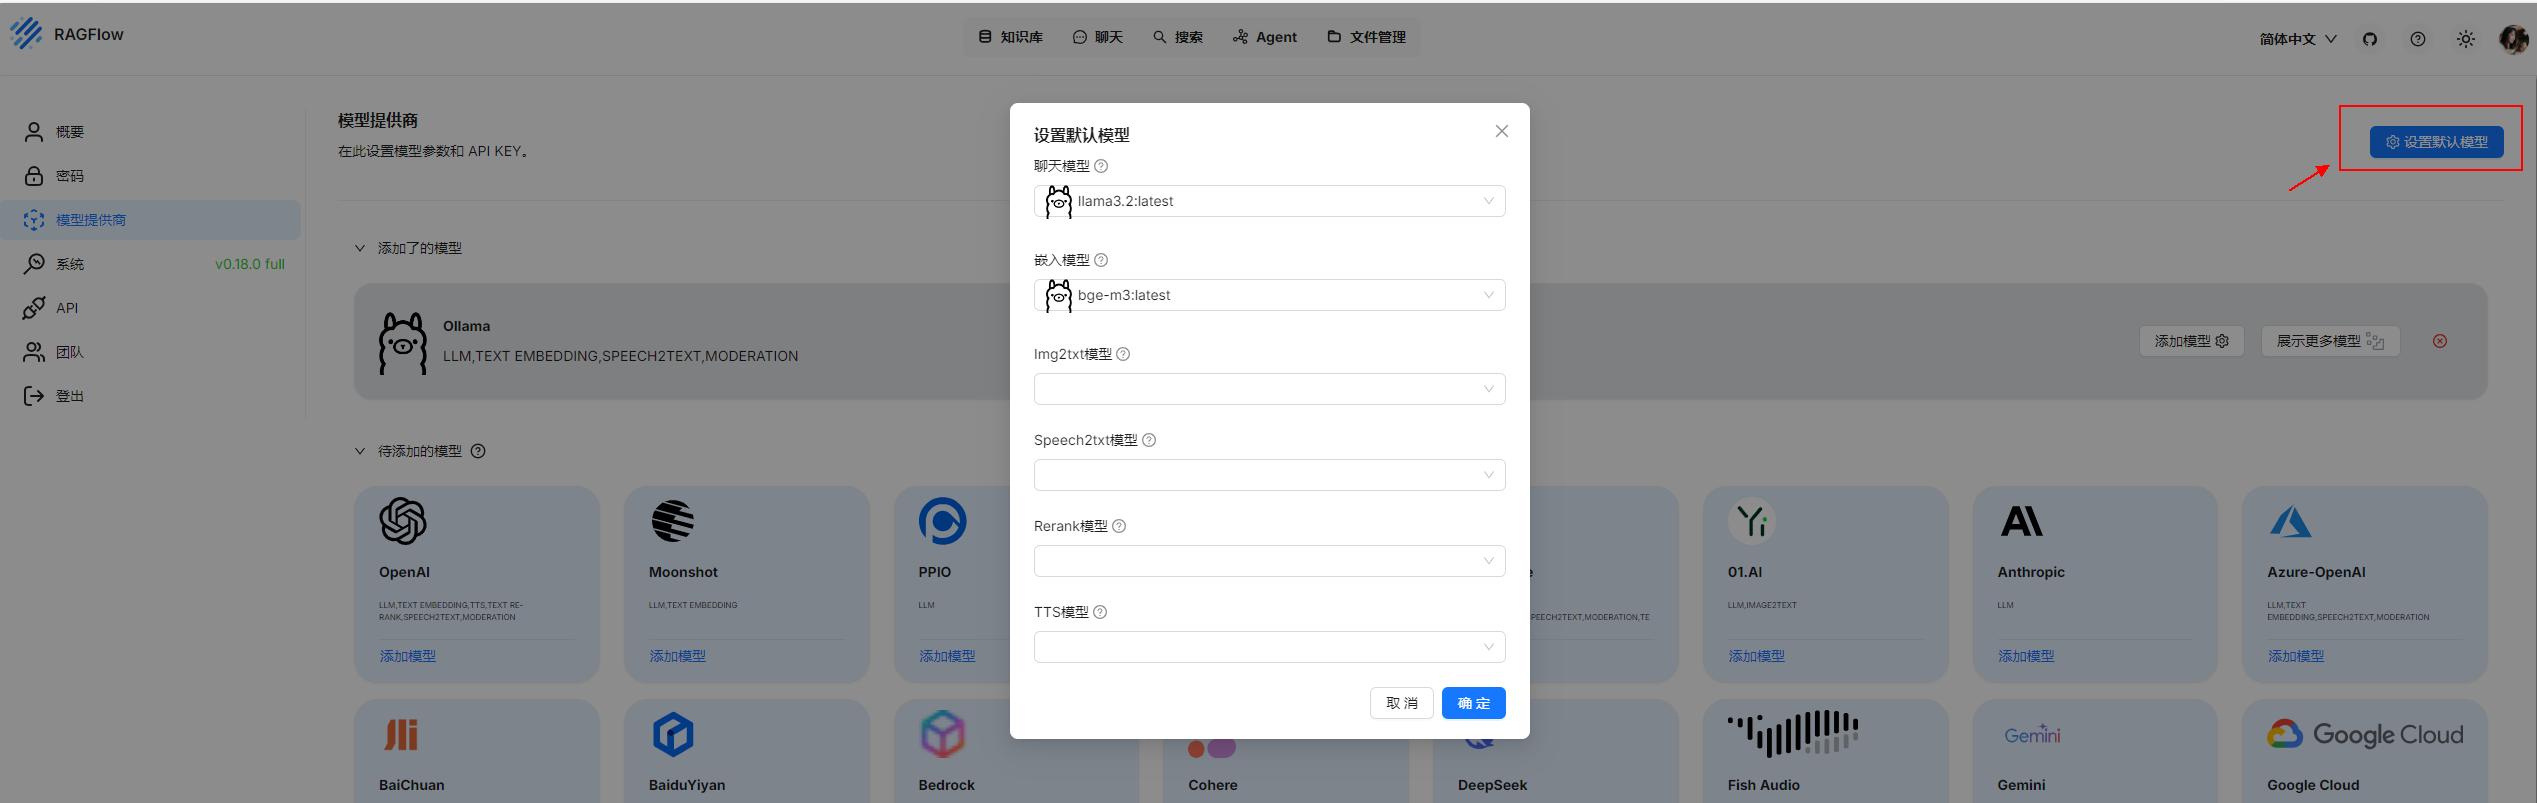 RAGFlow
知识库
聊天
搜索
Agent
文件管理
简体中文
概要
密码
模型提供商
系统
v0.18.0 full
API
团队
登出
模型提供商
在此设置模型参数和 API KEY。
设置默认模型
添加了的模型
Ollama
LLM,TEXT EMBEDDING,SPEECH2TEXT,MODERATION
添加模型
展示更多模型
待添加的模型
设置默认模型
聊天模型
llama3.2:latest
嵌入模型
bge-m3:latest
Img2txt模型
Speech2txt模型
Rerank模型
TTS模型
取 消
确 定
OpenAI
LLM,TEXT EMBEDDING,TTS,TEXT RE-
RANK,SPEECH2TEXT,MODERATION
添加模型
Moonshot
LLM,TEXT EMBEDDING
添加模型
PPIO
LLM
添加模型
e
PEECH2TEXT,MODERATION,TE
01.AI
LLM,IMAGE2TEXT
添加模型
Anthropic
LLM
添加模型
Azure-OpenAI
LLM,TEXT
EMBEDDING,SPEECH2TEXT,MODERATION
添加模型
BaiChuan
BaiduYiyan
Bedrock
Cohere
DeepSeek
Fish Audio
Gemini
Gemini
Google Cloud
Google Cloud